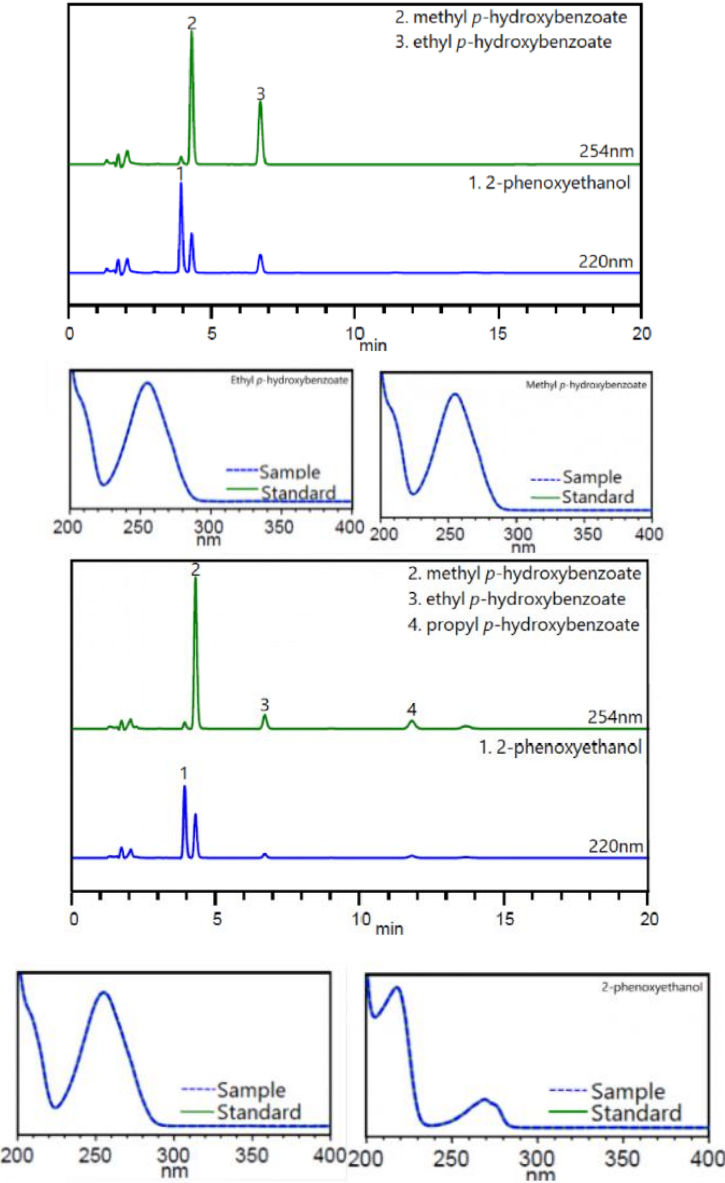 2. methyl p-hydroxybenzoate
3. ethyl p-hydroxybenzoate
2
3
254nm
1
1. 2-phenoxyethanol
220nm
0 5 10 15 20
min
Ethyl p-hydroxybenzoate
Sample
Standard
200 250 300 350 400
nm
Methyl p-hydroxybenzoate
Sample
Standard
200 250 300 350 400
nm
2
2. methyl p-hydroxybenzoate
3. ethyl p-hydroxybenzoate
4. propyl p-hydroxybenzoate
3
4
254nm
1. 2-phenoxyethanol
1
220nm
0 5 10 15 20
min
Sample
Standard
200 250 300 350 400
nm
2-phenoxyethanol
Sample
Standard
200 250 300 350 400
nm